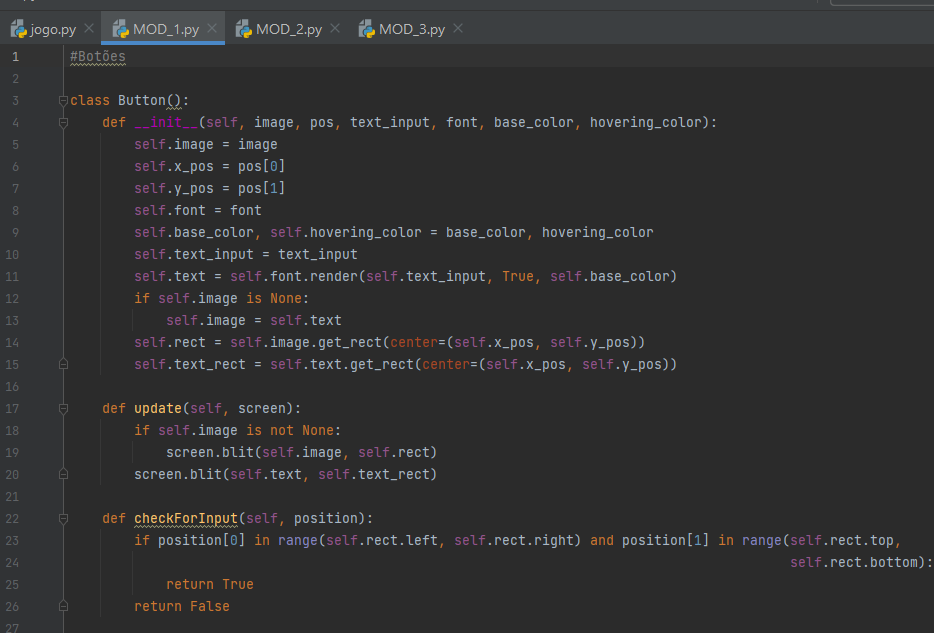 jogo.py MOD_1.py MOD_2.py MOD_3.py
1 #Botões
2
3 class Button():
4     def __init__(self, image, pos, text_input, font, base_color, hovering_color):
5         self.image = image
6         self.x_pos = pos[0]
7         self.y_pos = pos[1]
8         self.font = font
9         self.base_color, self.hovering_color = base_color, hovering_color
10         self.text_input = text_input
11         self.text = self.font.render(self.text_input, True, self.base_color)
12         if self.image is None:
13             self.image = self.text
14         self.rect = self.image.get_rect(center=(self.x_pos, self.y_pos))
15         self.text_rect = self.text.get_rect(center=(self.x_pos, self.y_pos))
16
17     def update(self, screen):
18         if self.image is not None:
19             screen.blit(self.image, self.rect)
20         screen.blit(self.text, self.text_rect)
21
22     def checkForInput(self, position):
23         if position[0] in range(self.rect.left, self.rect.right) and position[1] in range(self.rect.top,
24                                                                                           self.rect.bottom):
25             return True
26         return False
27